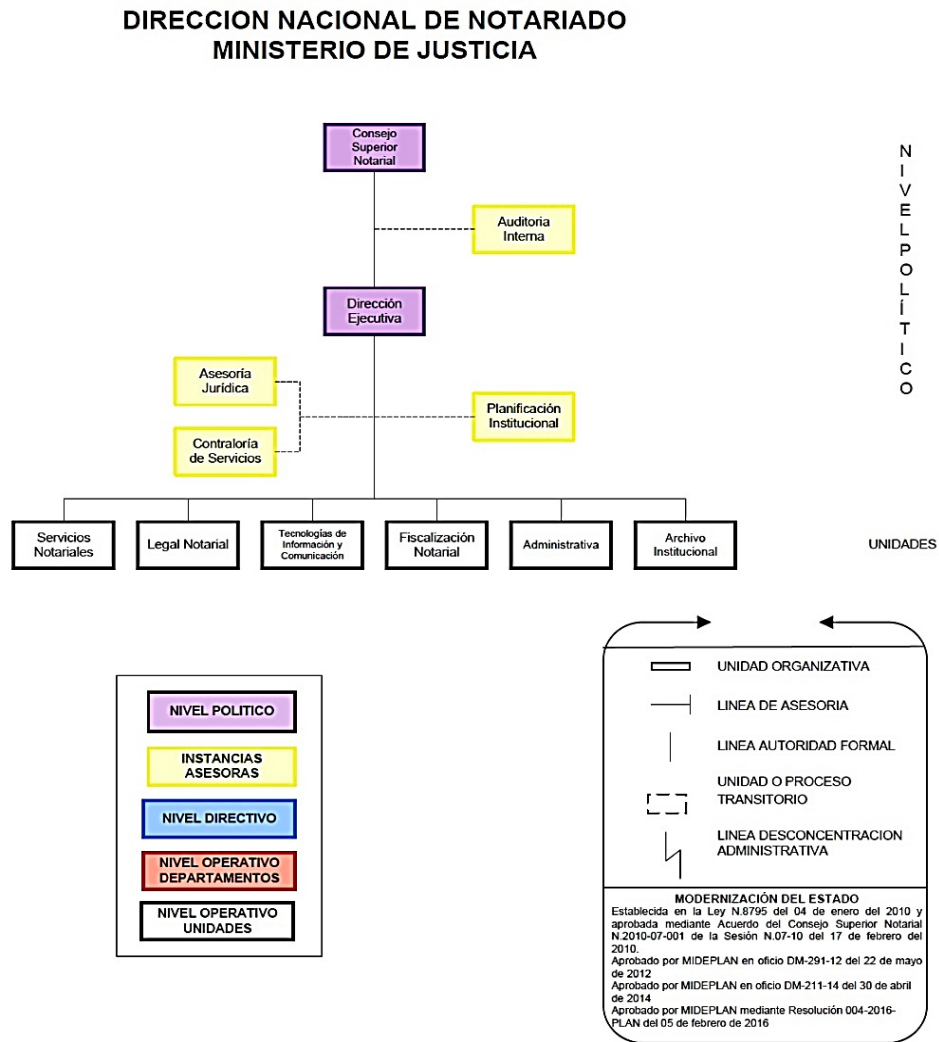 DIRECCION NACIONAL DE NOTARIADO
MINISTERIO DE JUSTICIA
Consejo
Superior
Notarial
Auditoria
Interna
Dirección
Ejecutiva
Asesoría
Jurídica
Planificación
Institucional
Contraloría
de Servicios
N
I
V
E
L
P
O
L
Í
T
I
C
O
Servicios
Notariales
Legal Notarial
Tecnologías de
Información y
Comunicación
Fiscalización
Notarial
Administrativa
Archivo
Institucional
UNIDADES
NIVEL POLITICO
INSTANCIAS
ASESORAS
NIVEL DIRECTIVO
NIVEL OPERATIVO
DEPARTAMENTOS
NIVEL OPERATIVO
UNIDADES
UNIDAD ORGANIZATIVA
LINEA DE ASESORIA
LINEA AUTORIDAD FORMAL
UNIDAD O PROCESO
TRANSITORIO
LINEA DESCONCENTRACION
ADMINISTRATIVA
MODERNIZACIÓN DEL ESTADO
Establecida en la Ley N.8795 del 04 de enero del 2010 y
aprobada mediante Acuerdo del Consejo Superior Notarial
N.2010-07-001 de la Sesión N.07-10 del 17 de febrero del
2010.
Aprobado por MIDEPLAN en oficio DM-291-12 del 22 de mayo
de 2012
Aprobado por MIDEPLAN en oficio DM-211-14 del 30 de abril
de 2014
Aprobado por MIDEPLAN mediante Resolución 004-2016-
PLAN del 05 de febrero de 2016